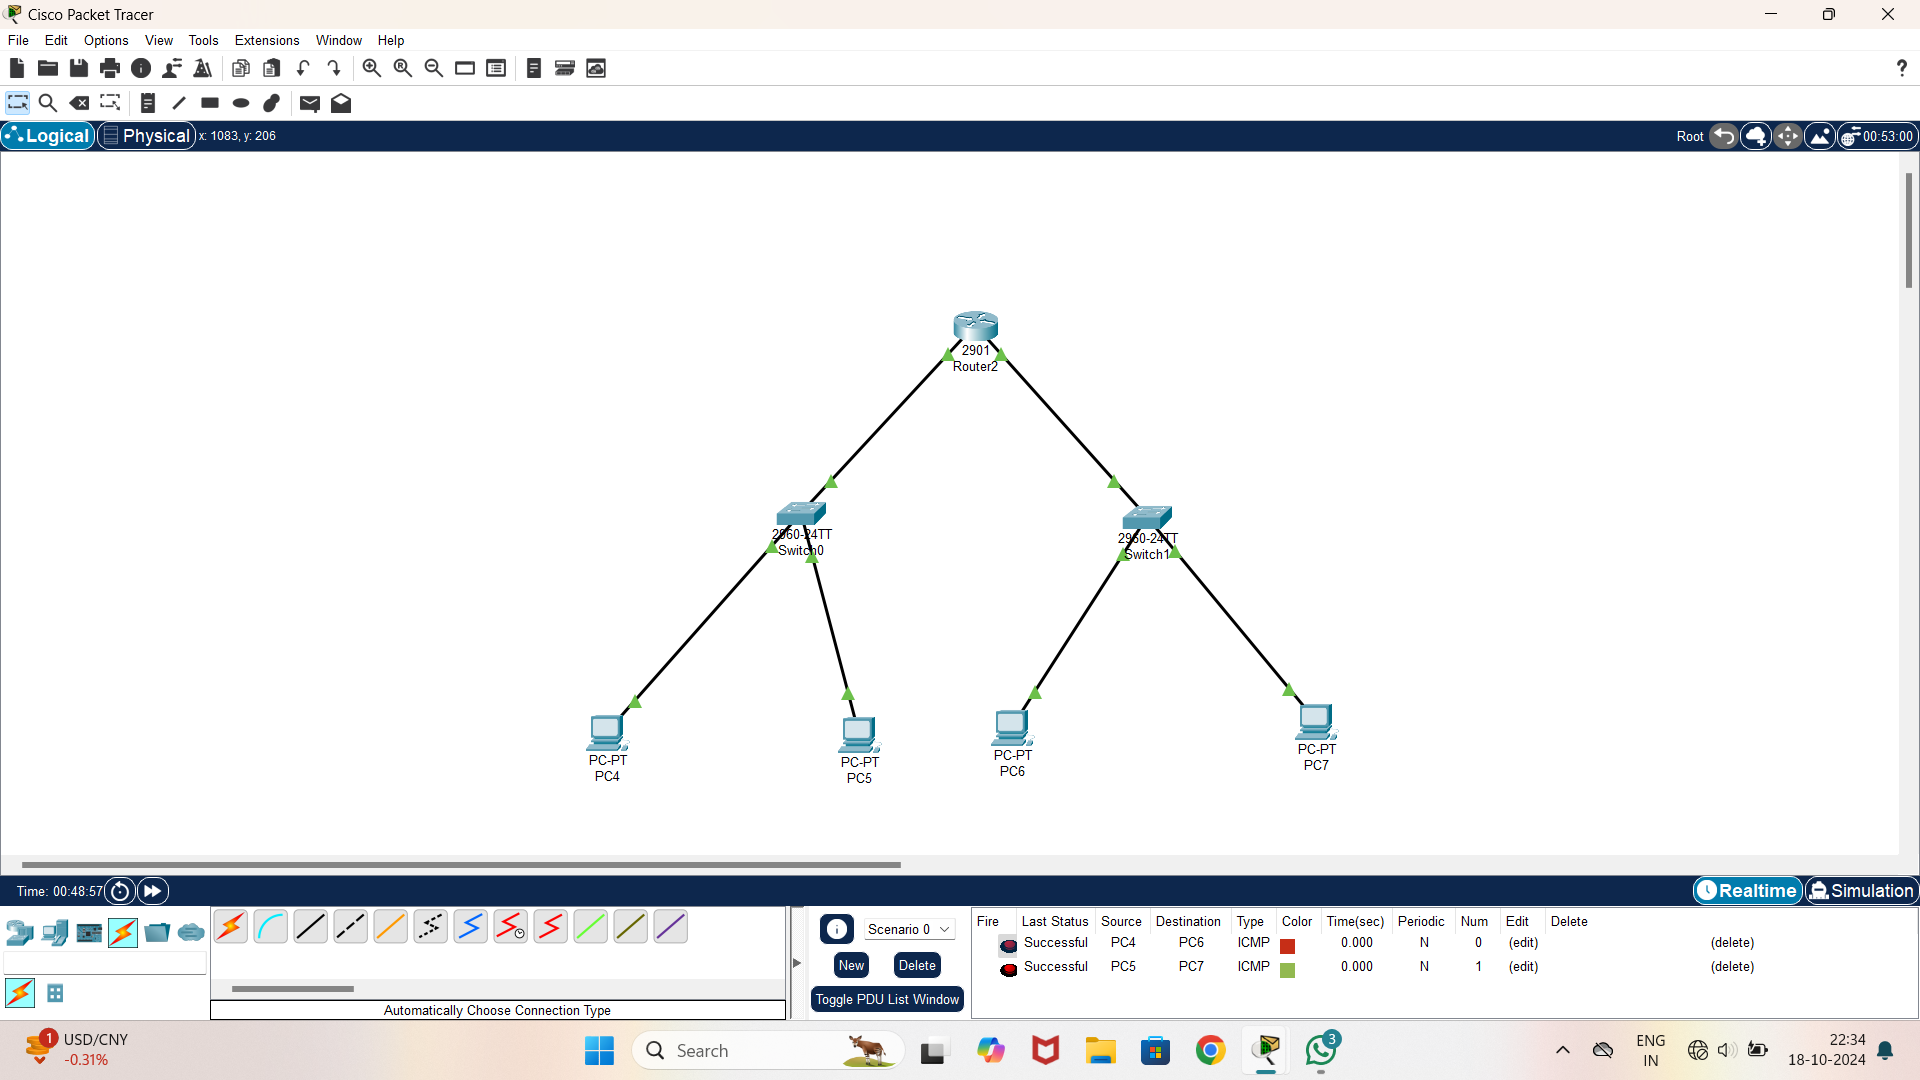 Cisco Packet Tracer
File Edit Options View Tools Extensions Window Help
?
Logical Physical x: 1083, y: 206 Root 00:53:00
2901
Router2
2960-24TT
Switch0
2960-24TT
Switch1
PC-PT
PC4
PC-PT
PC5
PC-PT
PC6
PC-PT
PC7
Time: 00:48:57 Realtime Simulation
Scenario 0
New Delete
Toggle PDU List Window
Automatically Choose Connection Type
Fire Last Status Source Destination Type Color Time(sec) Periodic Num Edit Delete
Successful PC4 PC6 ICMP 0.000 N 0 (edit) (delete)
Successful PC5 PC7 ICMP 0.000 N 1 (edit) (delete)
1 USD/CNY
-0.31%
Search
3
ENG
IN
22:34
18-10-2024